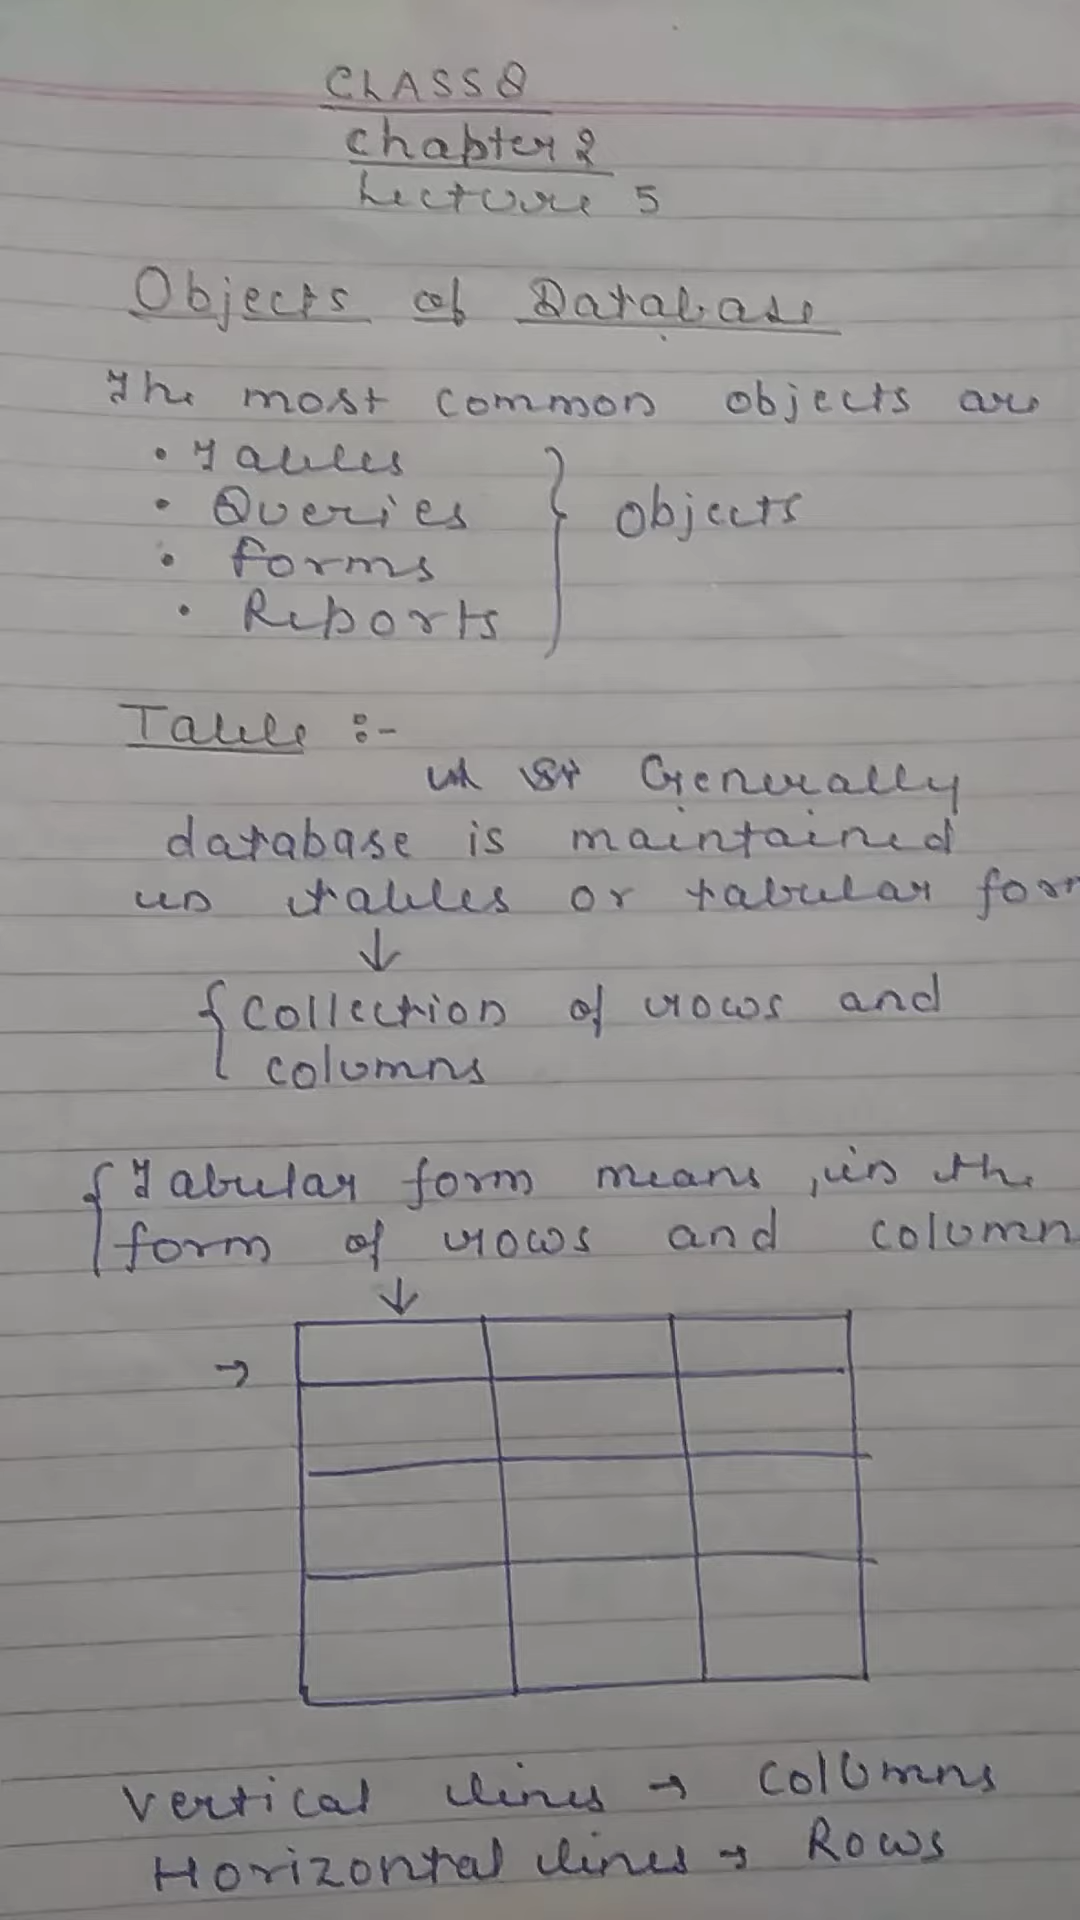 CLASS 8
Chapter 2
Lecture 5
Objects of Database
The most common objects are
• Tables
• Queries
• Forms
• Reports
} objects
Table :-
Generally
database is maintained
in tables or tabular for
↓
{ Collection of rows and
columns
{ Tabular form means, in the
form of rows and column
↓
→
Vertical lines → Columns
Horizontal lines → Rows